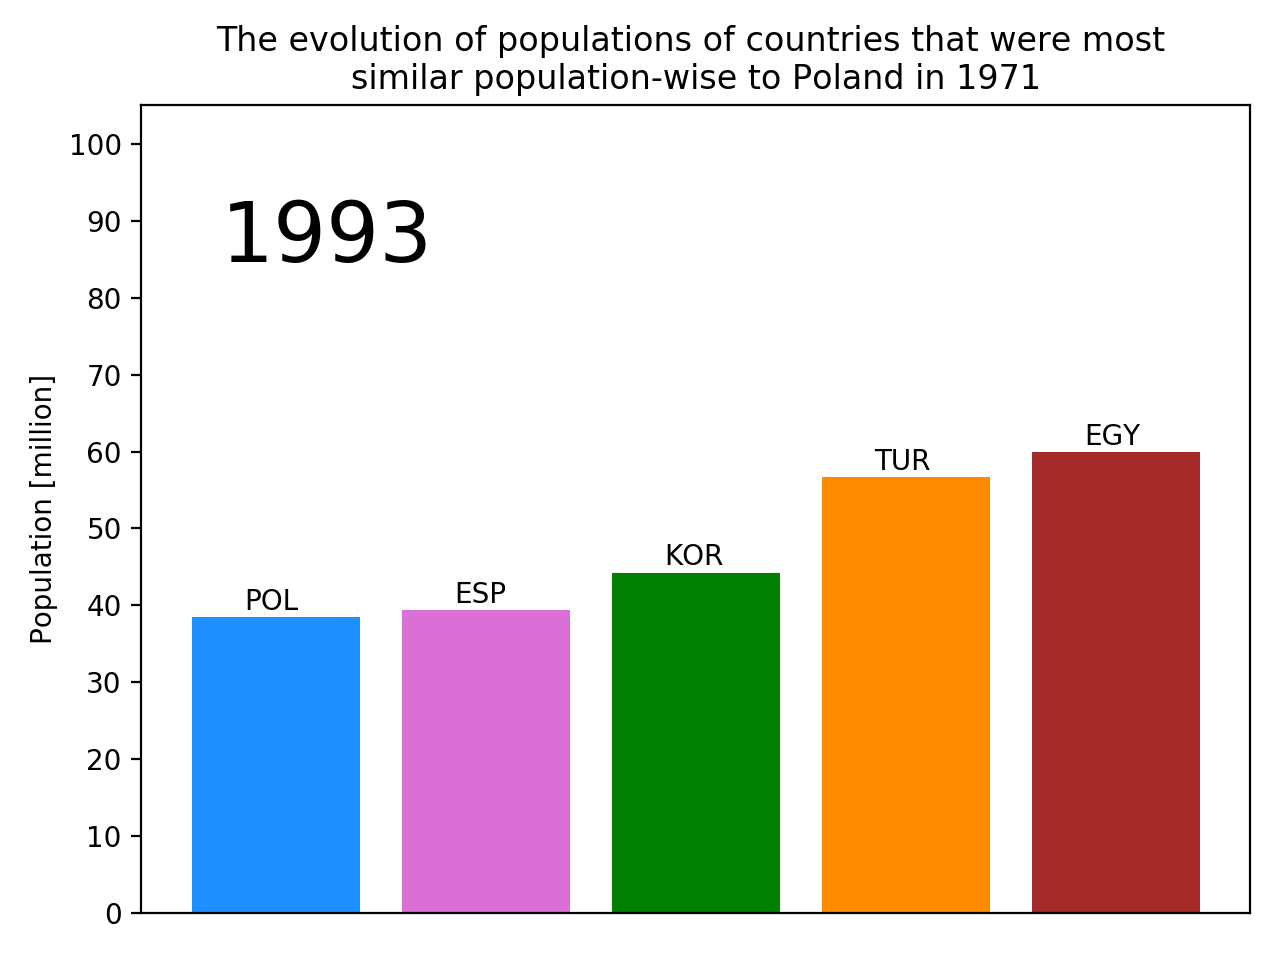 The evolution of populations of countries that were most
similar population-wise to Poland in 1971
100
90
80
70
60
50
40
30
20
10
0
Population [million]
1993
POL
ESP
KOR
TUR
EGY